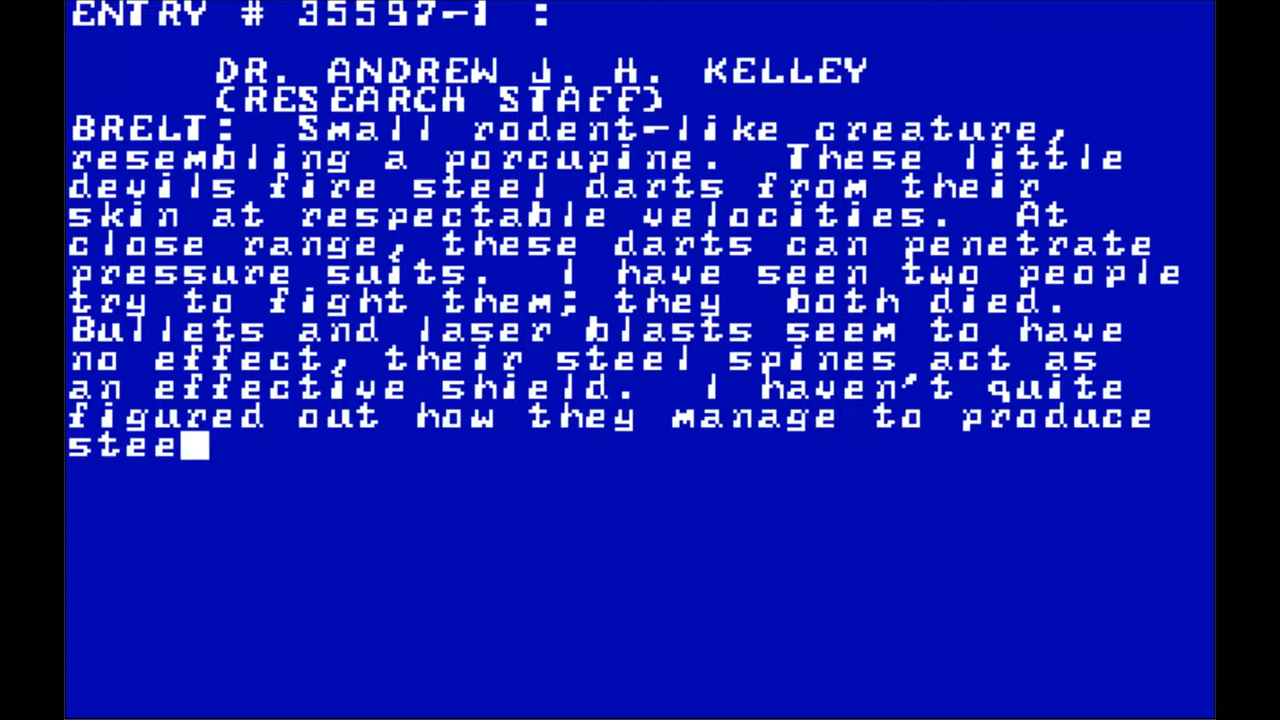 ENTRY # 35597-1 :
DR. ANDREW J. H. KELLEY
(RESEARCH STAFF)
BRELT: Small rodent-like creature,
resembling a porcupine. These little
devils fire steel darts from their
skin at respectable velocities. At
close range, these darts can penetrate
pressure suits. I have seen two people
try to fight them; they both died.
Bullets and laser blasts seem to have
no effect, their steel spines act as
an effective shield. I haven't quite
figured out how they manage to produce
stee